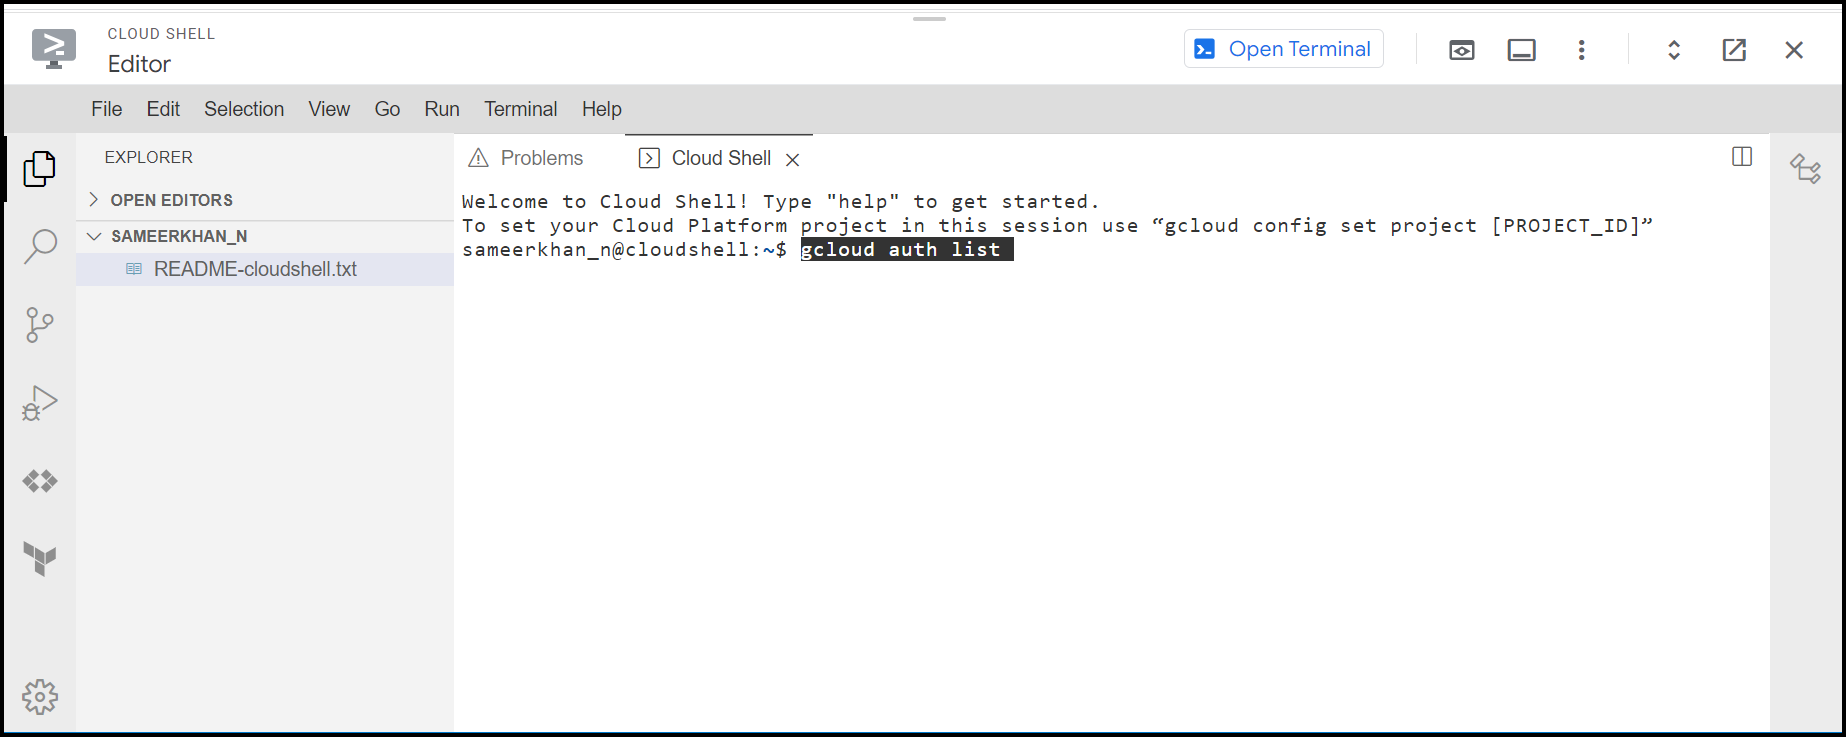 CLOUD SHELL
Editor
Open Terminal
File Edit Selection View Go Run Terminal Help
EXPLORER
OPEN EDITORS
SAMEERKHAN_N
README-cloudshell.txt
Problems Cloud Shell
Welcome to Cloud Shell! Type "help" to get started.
To set your Cloud Platform project in this session use “gcloud config set project [PROJECT_ID]”
sameerkhan_n@cloudshell:~$ gcloud auth list